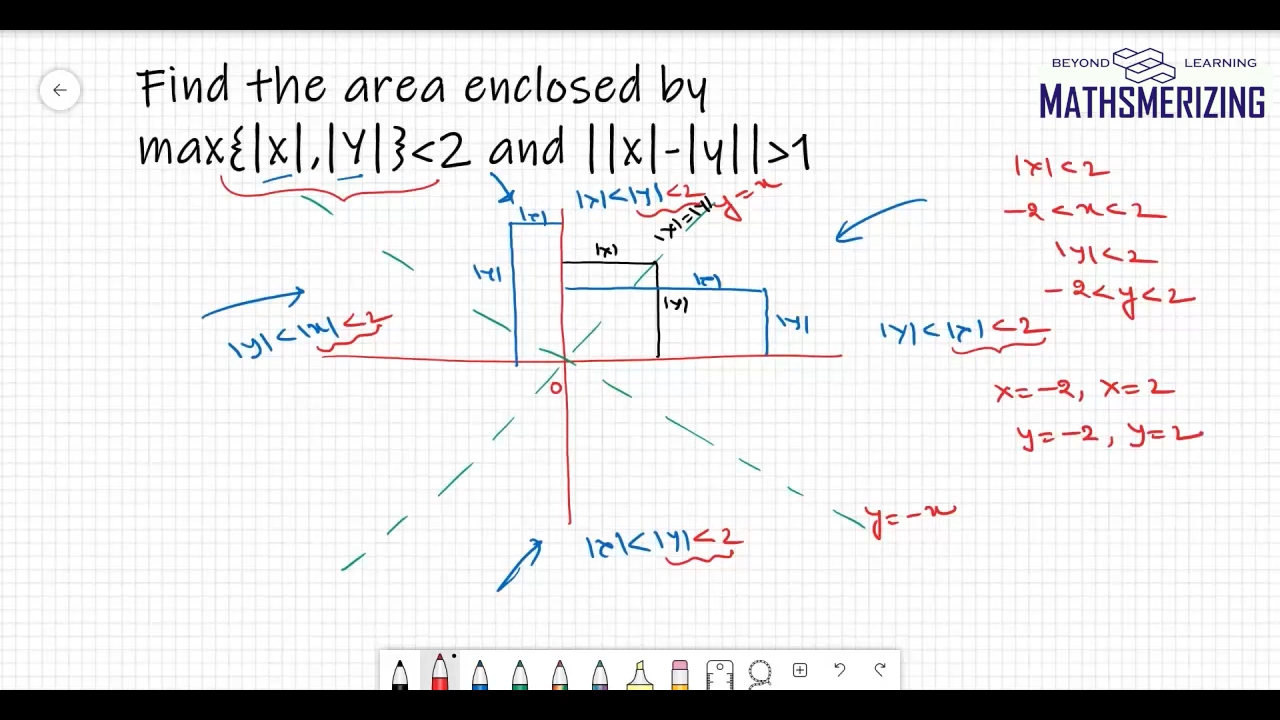 BEYOND LEARNING
MATHSMERIZING
Find the area enclosed by
max{|x|,|Y|}<2 and ||x|-|y||>1
|x|<2
-2<x<2
|y|<2
-2<y<2
|y|<|x|<2
x=-2, x=2
y=-2, y=2
|x|<|y|<2
y=x
|x|=|y|
|x|
|y|
|x|
|y|
|x|
|y|
|y|<|x|<2
O
y=-x
|x|<|y|<2